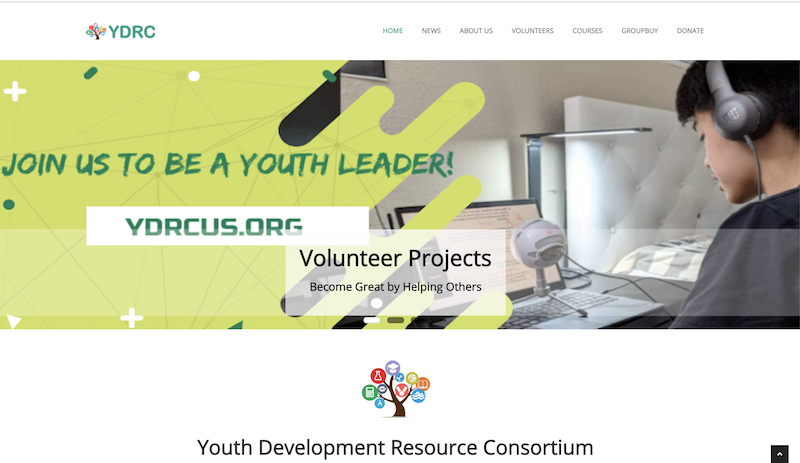 YDRC
HOME NEWS ABOUT US VOLUNTEERS COURSES GROUPBUY DONATE
JOIN US TO BE A YOUTH LEADER!
YDRCUS.ORG
Volunteer Projects
Become Great by Helping Others
Youth Development Resource Consortium